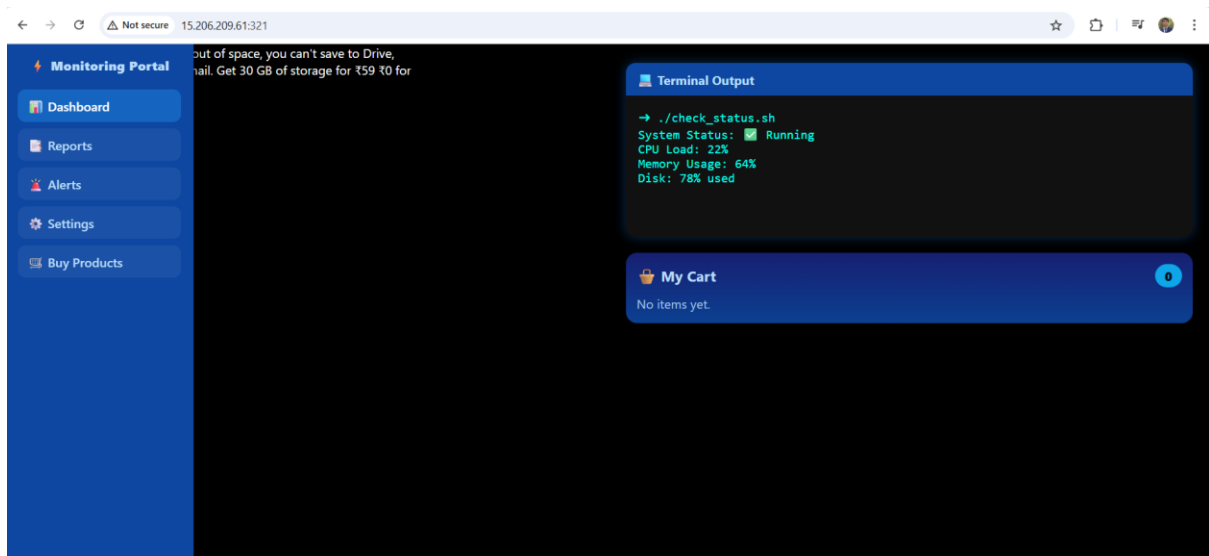 Not secure 15.206.209.61:321
Monitoring Portal
Dashboard
Reports
Alerts
Settings
Buy Products
out of space, you can't save to Drive,
Get 30 GB of storage for ₹59 ₹0 for
Terminal Output
→ ./check_status.sh
System Status: ✅ Running
CPU Load: 22%
Memory Usage: 64%
Disk: 78% used
My Cart
0
No items yet.